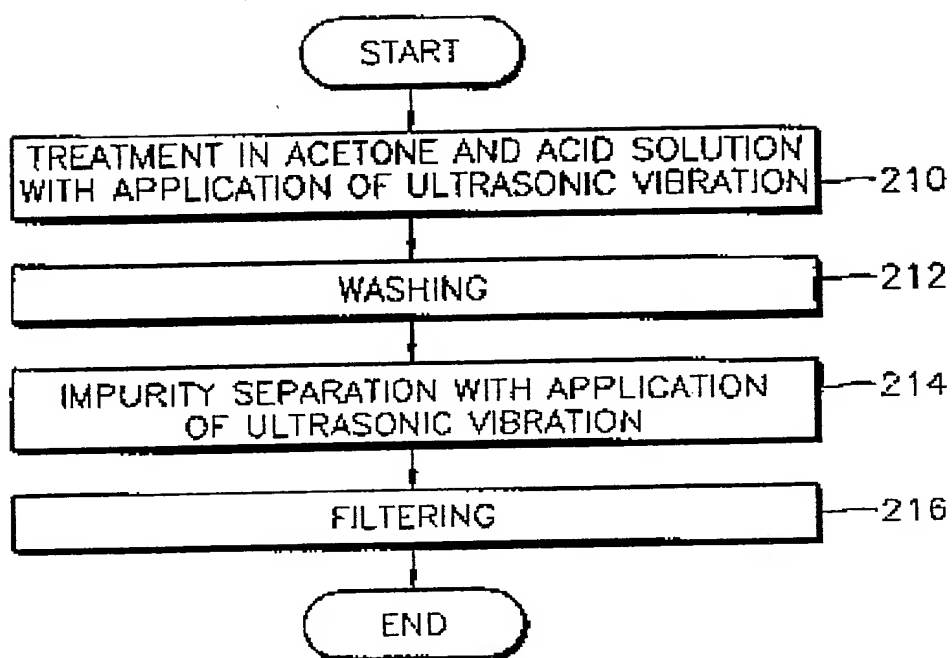 START
TREATMENT IN ACETONE AND ACID SOLUTION
WITH APPLICATION OF ULTRASONIC VIBRATION
210
WASHING
212
IMPURITY SEPARATION WITH APPLICATION
OF ULTRASONIC VIBRATION
214
FILTERING
216
END